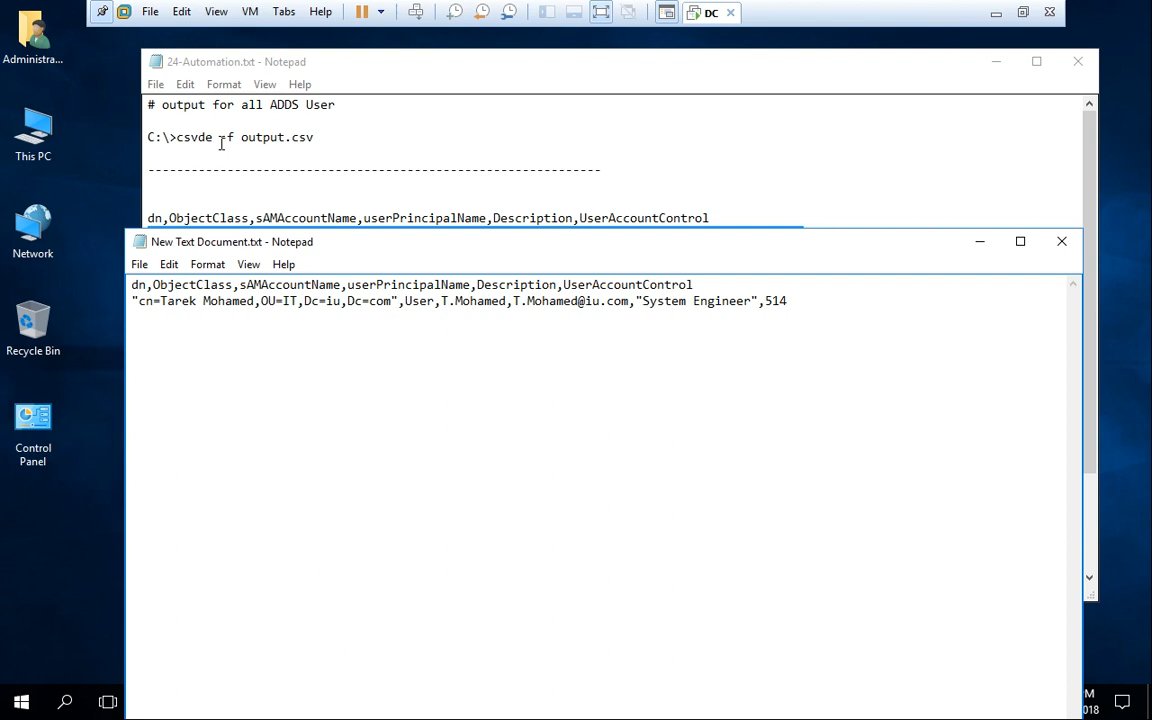 File Edit View VM Tabs Help DC
Administra...
This PC
Network
Recycle Bin
Control
Panel
24-Automation.txt - Notepad
File Edit Format View Help
# output for all ADDS User
C:\>csvde -f output.csv
---------------------------------------------------------------
dn,ObjectClass,sAMAccountName,userPrincipalName,Description,UserAccountControl
New Text Document.txt - Notepad
File Edit Format View Help
dn,ObjectClass,sAMAccountName,userPrincipalName,Description,UserAccountControl
"cn=Tarek Mohamed,OU=IT,Dc=iu,Dc=com",User,T.Mohamed,T.Mohamed@iu.com,"System Engineer",514